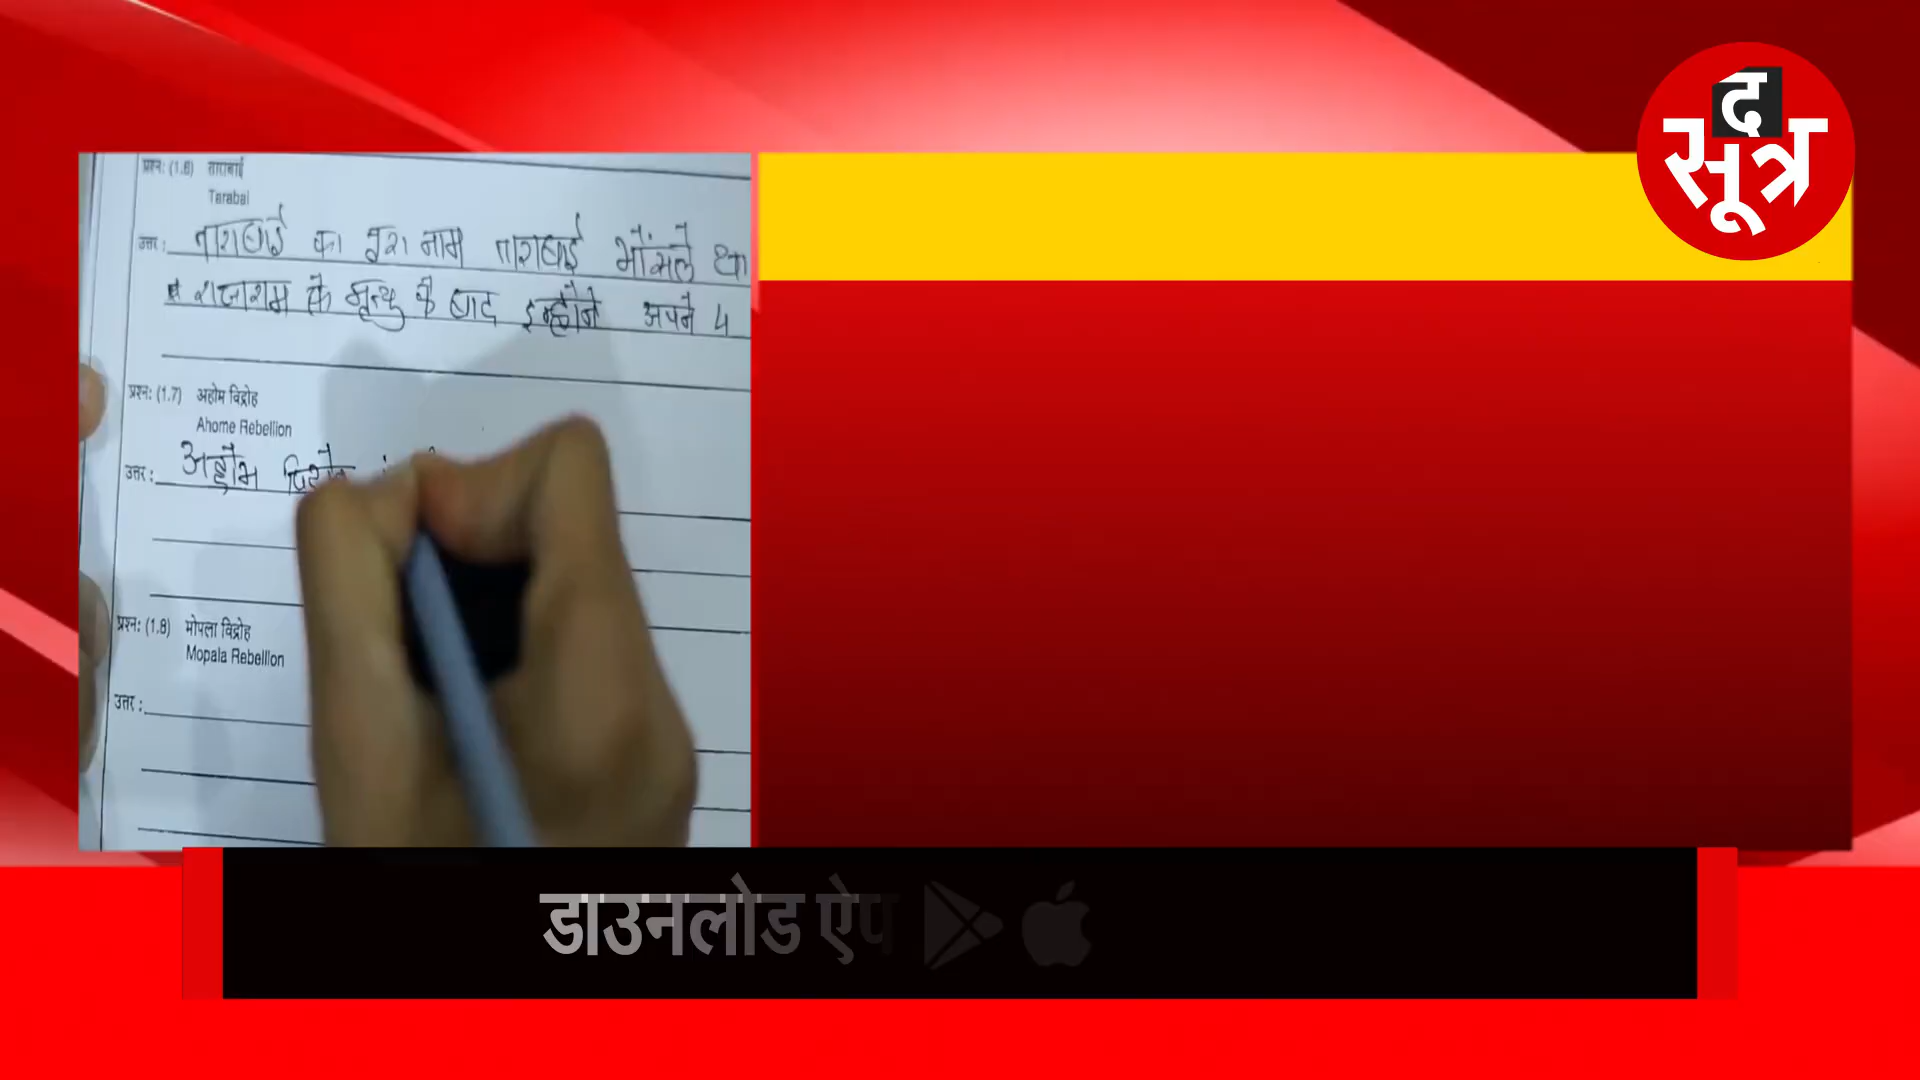 द
सूत्र
प्रश्न: (1.6) ताराबाई
Tarabai
उत्तर : ताराबाई का पुरा नाम ताराबाई भोंसले था
राजाराम के मृत्यु के बाद इन्होंने अपने 4
प्रश्न: (1.7) अहोम विद्रोह
Ahome Rebellion
उत्तर : अहोम विद्रोह
प्रश्न: (1.8) मोपला विद्रोह
Mopala Rebellion
उत्तर :
डाउनलोड ऐप